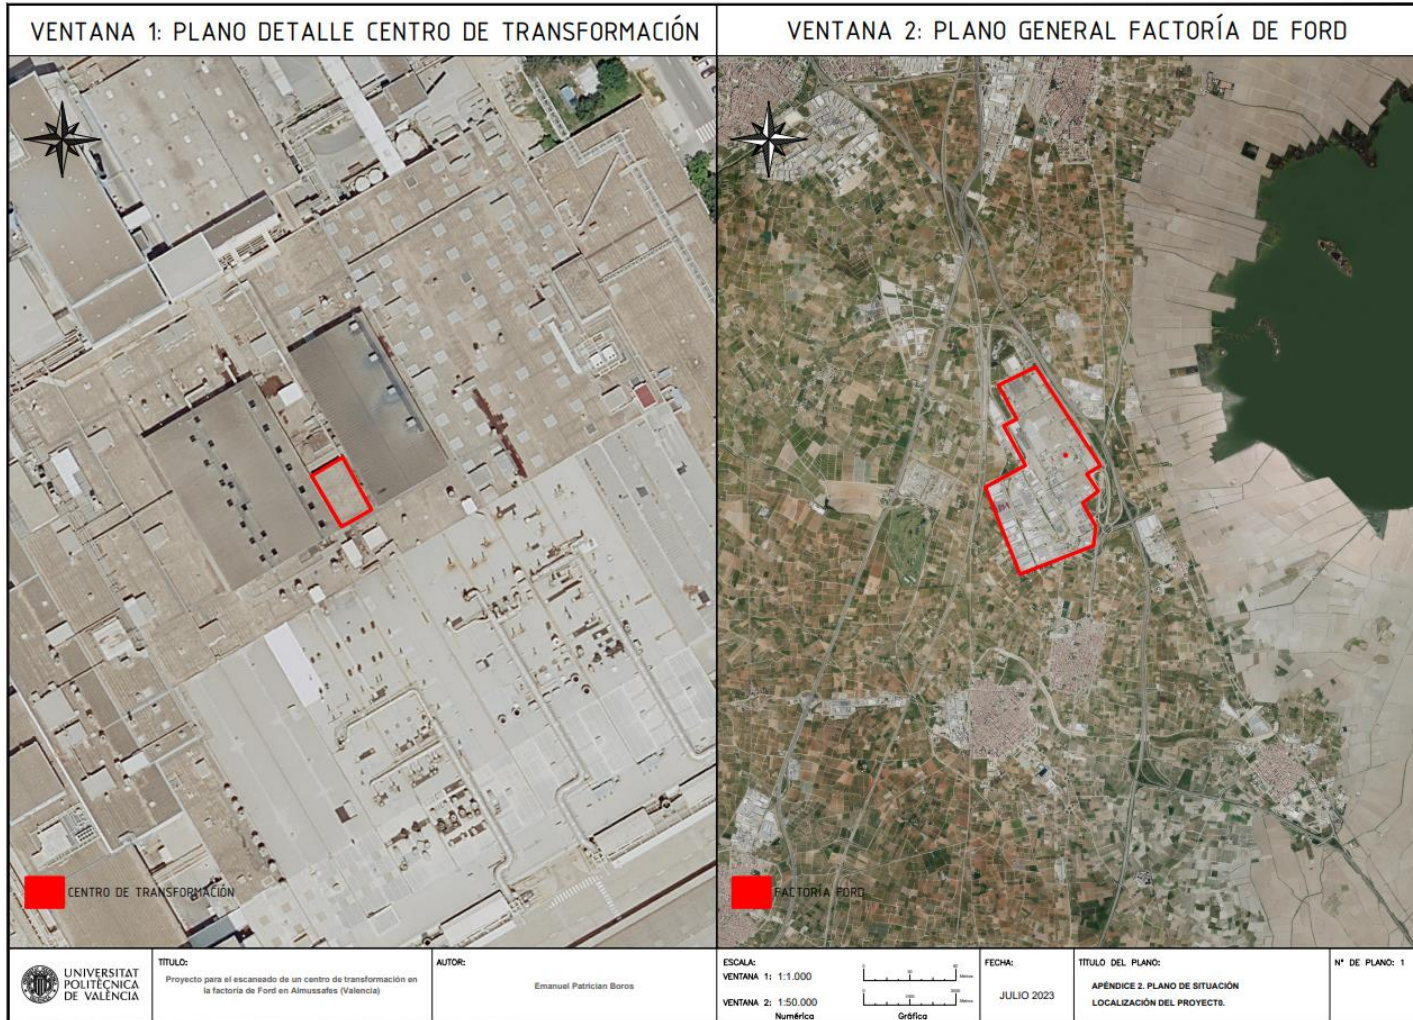 VENTANA 1: PLANO DETALLE CENTRO DE TRANSFORMACIÓN
VENTANA 2: PLANO GENERAL FACTORÍA DE FORD
CENTRO DE TRANSFORMACIÓN
FACTORÍA FORD
UNIVERSITAT
POLITÈCNICA
DE VALÈNCIA
TÍTULO:
Proyecto para el escaneado de un centro de transformación en
la factoría de Ford en Almussafes (Valencia)
AUTOR:
Emanuel Patrician Boros
ESCALA:
VENTANA 1: 1:1.000
VENTANA 2: 1:50.000
Numérica
Gráfica
Metros
Metros
FECHA:
JULIO 2023
TÍTULO DEL PLANO:
APÉNDICE 2. PLANO DE SITUACIÓN
LOCALIZACIÓN DEL PROYECTO.
Nº DE PLANO: 1